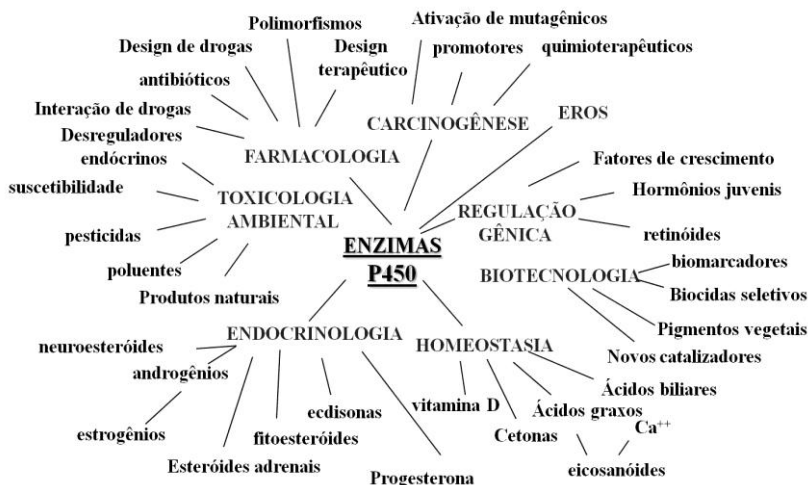 Polimorfismos
Ativação de mutagênicos
Design de drogas
Design
terapêutico
promotores
quimioterapêuticos
antibióticos
Interação de drogas
CARCINOGÊNESE
EROS
Desreguladores
endócrinos
FARMACOLOGIA
Fatores de crescimento
suscetibilidade
TOXICOLOGIA
AMBIENTAL
Hormônios juvenis
REGULAÇÃO
GÊNICA
pesticidas
retinóides
ENZIMAS
P450
poluentes
BIOTECNOLOGIA
biomarcadores
Produtos naturais
Biocidas seletivos
ENDOCRINOLOGIA
HOMEOSTASIA
Pigmentos vegetais
neuroesteróides
Novos catalizadores
androgênios
Ácidos biliares
ecdisonas
vitamina D
Ácidos graxos
estrogênios
fitoesteróides
Cetonas
Ca++
Esteróides adrenais
Progesterona
eicosanóides